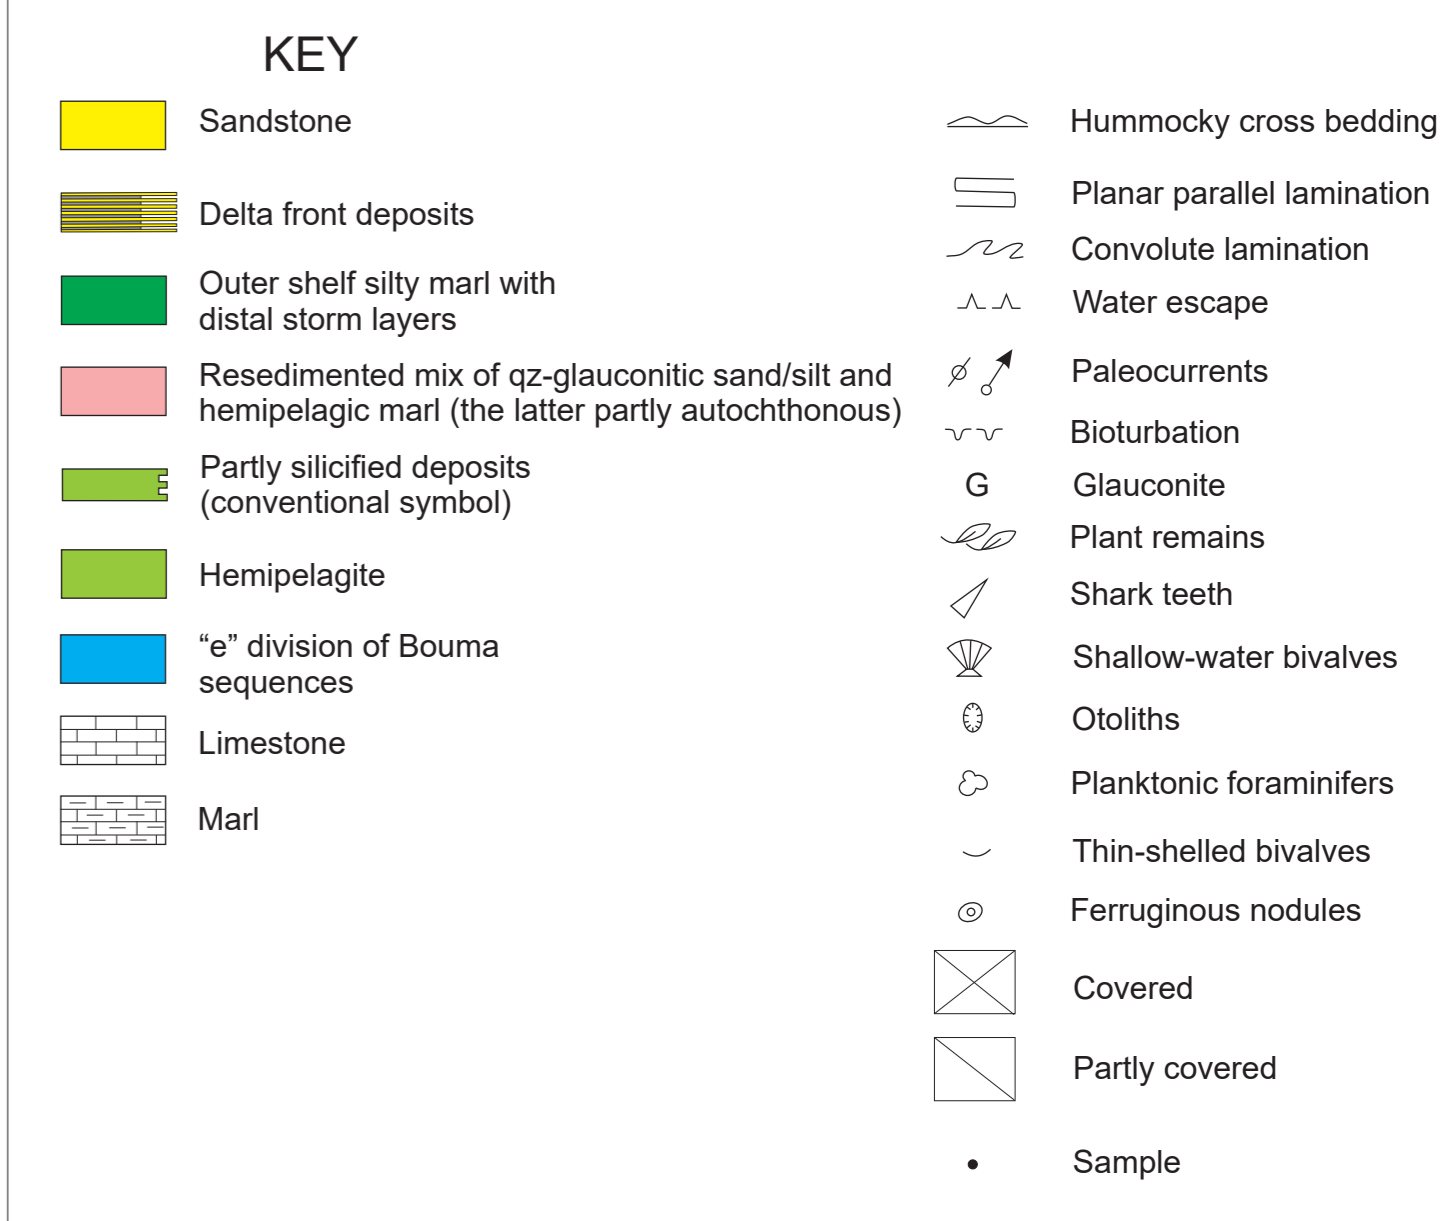 KEY
Sandstone
Delta front deposits
Outer shelf silty marl with
distal storm layers
Resedimented mix of qz-glauconitic sand/silt and
hemipelagic marl (the latter partly autochthonous)
Partly silicified deposits
(conventional symbol)
Hemipelagite
“e” division of Bouma
sequences
Limestone
Marl
Hummocky cross bedding
Planar parallel lamination
Convolute lamination
Water escape
Paleocurrents
Bioturbation
G Glauconite
Plant remains
Shark teeth
Shallow-water bivalves
Otoliths
Planktonic foraminifers
Thin-shelled bivalves
Ferruginous nodules
Covered
Partly covered
Sample